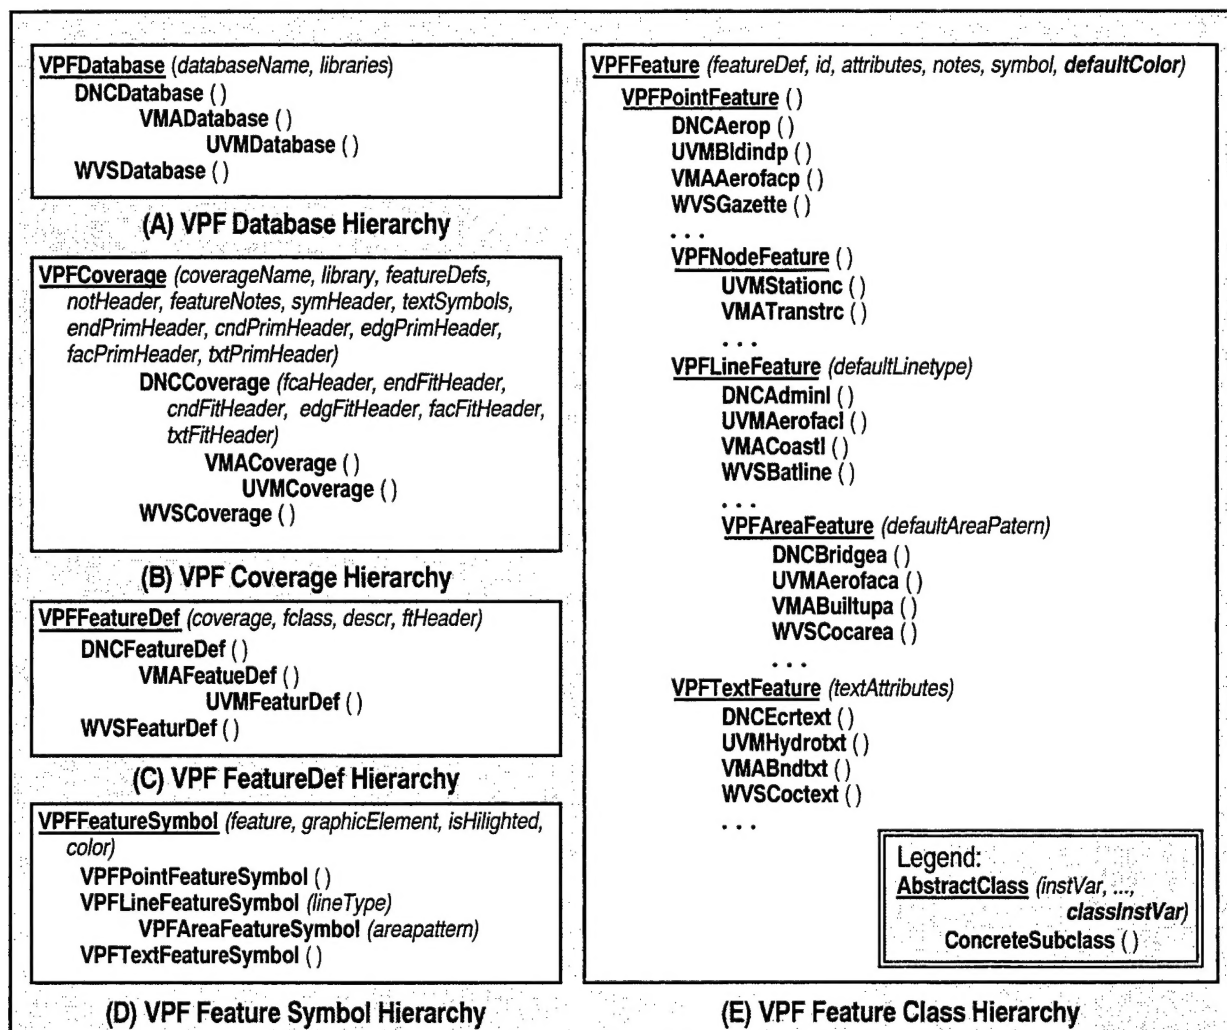 VPFDatabase (databaseName, libraries)
DNCDatabase ()
VMADatabase ()
UVMDatabase ()
WVSDatabase ()
(A) VPF Database Hierarchy
VPFCoverage (coverageName, library, featureDefs,
notHeader, featureNotes, symHeader, textSymbols,
endPrimHeader, cndPrimHeader, edgPrimHeader,
facPrimHeader, txtPrimHeader)
DNCCoverage (fcaHeader, endFitHeader,
cndFitHeader, edgFitHeader, facFitHeader,
txtFitHeader)
VMACoverage ()
UVMCoverage ()
WVSCoverage ()
(B) VPF Coverage Hierarchy
VPFFeatureDef (coverage, fclass, descr, ftHeader)
DNCFeatureDef ()
VMAFeatueDef ()
UVMFeaturDef ()
WVSFeaturDef ()
(C) VPF FeatureDef Hierarchy
VPFFeatureSymbol (feature, graphicElement, isHilighted,
color)
VPFPointFeatureSymbol ()
VPFLineFeatureSymbol (lineType)
VPFAreaFeatureSymbol (areapattern)
VPFTextFeatureSymbol ()
(D) VPF Feature Symbol Hierarchy
VPFFeature (featureDef, id, attributes, notes, symbol, defaultColor)
VPFPointFeature ()
DNCAerop ()
UVMBldindp ()
VMAAerofacp ()
WVSGazette ()
. . .
VPFNodeFeature ()
UVMStationc ()
VMATranstrc ()
. . .
VPFLineFeature (defaultLinetype)
DNCAdminl ()
UVMAerofacl ()
VMACoastl ()
WVSBatline ()
. . .
VPFAreaFeature (defaultAreaPatern)
DNCBridgea ()
UVMAerofaca ()
VMABuiltupa ()
WVSCocarea ()
. . .
VPFTextFeature (textAttributes)
DNCEcrtext ()
UVMHydrotxt ()
VMABndtxt ()
WVSCoctext ()
. . .
Legend:
AbstractClass (instVar, ...,
classInstVar)
ConcreteSubclass ()
(E) VPF Feature Class Hierarchy